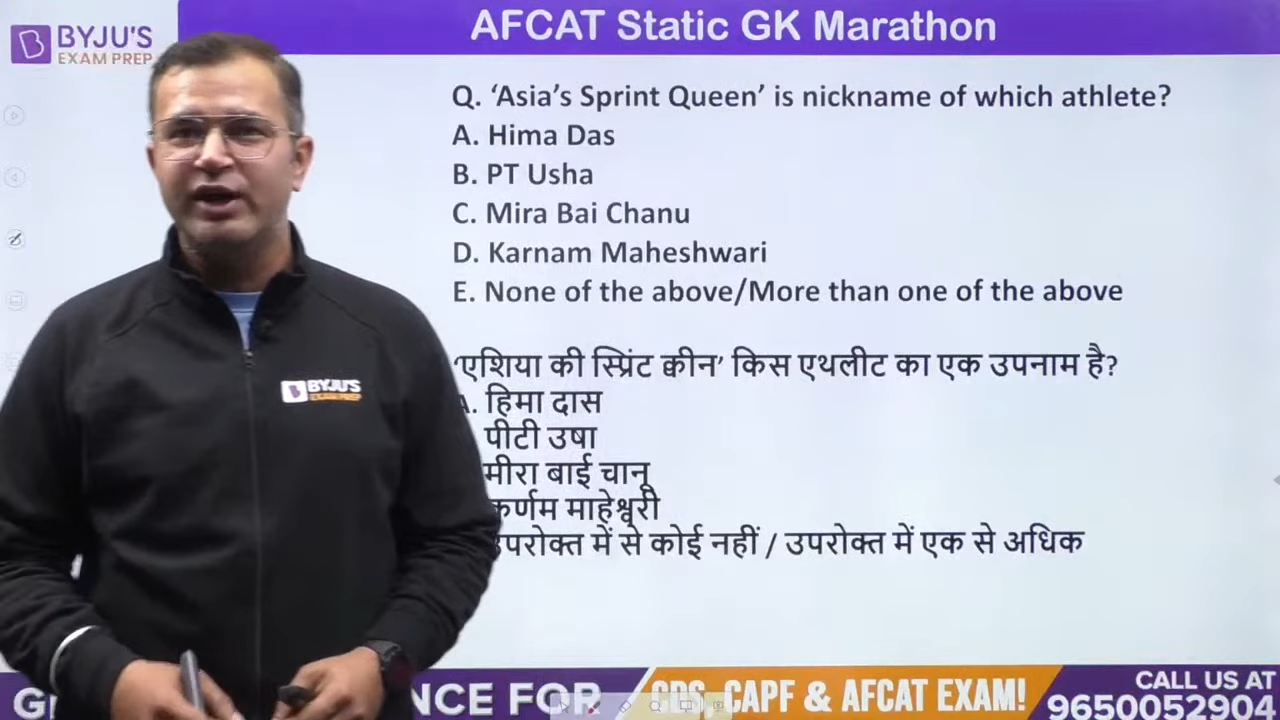 AFCAT Static GK Marathon
BYJU'S
EXAM PREP
Q. ‘Asia’s Sprint Queen’ is nickname of which athlete?
A. Hima Das
B. PT Usha
C. Mira Bai Chanu
D. Karnam Maheshwari
E. None of the above/More than one of the above
‘एशिया की स्प्रिंट क्वीन’ किस एथलीट का एक उपनाम है?
A. हिमा दास
पीटी उषा
मीरा बाई चानू
कर्णम माहेश्वरी
उपरोक्त में से कोई नहीं / उपरोक्त में एक से अधिक
BYJU'S
EXAM PREP
NCE FOR
CDS, CAPF & AFCAT EXAM!
CALL US AT
9650052904